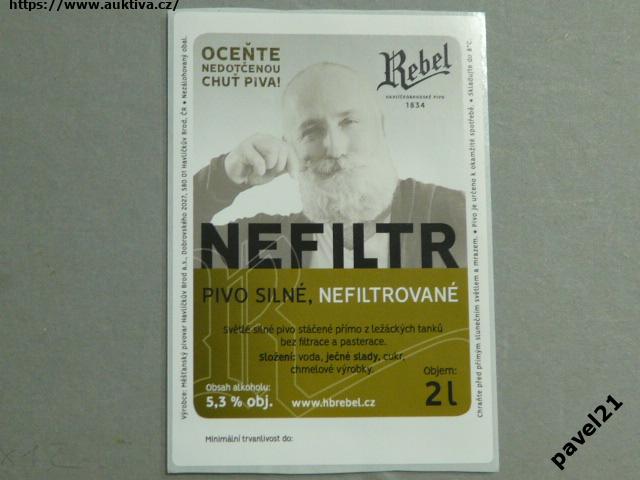 https://www.auktiva.cz/
OCEŇTE
NEDOTČENOU
CHUŤ PIVA!
Rebel
HAVLÍČKOBRODSKÉ PIVO
1834
NEFILTR
PIVO SILNÉ, NEFILTROVANÉ
Světlé silné pivo stáčené přímo z ležáckých tanků
bez filtrace a pasterace.
Složení: voda, ječné slady, cukr,
chmelové výrobky.
Obsah alkoholu:
5,3 % obj.
www.hbrebel.cz
Objem:
2 l
Minimální trvanlivost do:
Výrobce: Měšťanský pivovar Havlíčkův Brod a.s., Dobrovského 2027, 580 01 Havlíčkův Brod, ČR • Nezálohovaný obal.
Chraňte před přímým slunečním světlem a mrazem. • Pivo je určeno k okamžité spotřebě. • Skladujte do 8°C.
pavel21